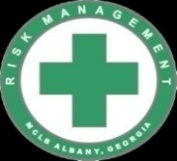 RISK MANAGEMENT
MCLB ALBANY, GEORGIA